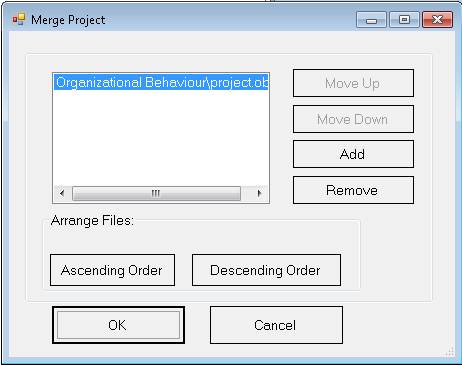 Merge Project
Organizational Behaviour\project.ob
Move Up
Move Down
Add
Remove
Arrange Files:
Ascending Order
Descending Order
OK
Cancel